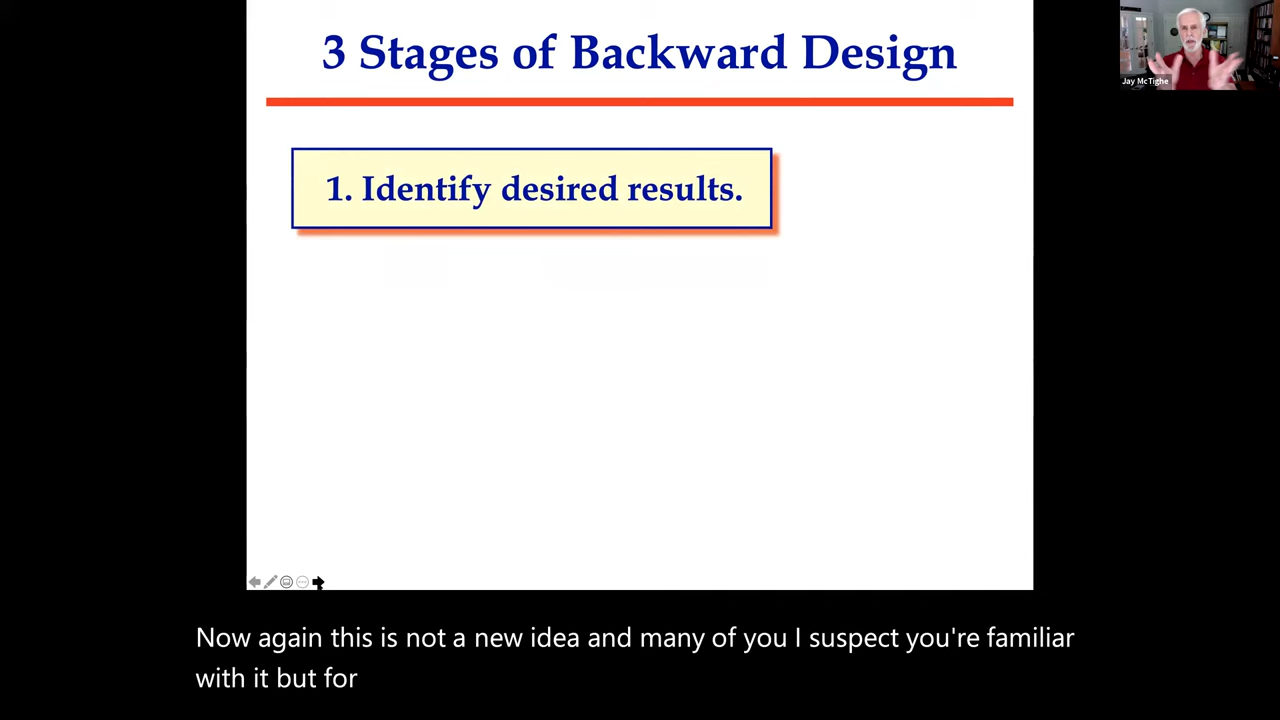 3 Stages of Backward Design
Jay McTighe
1. Identify desired results.
Now again this is not a new idea and many of you I suspect you're familiar
with it but for